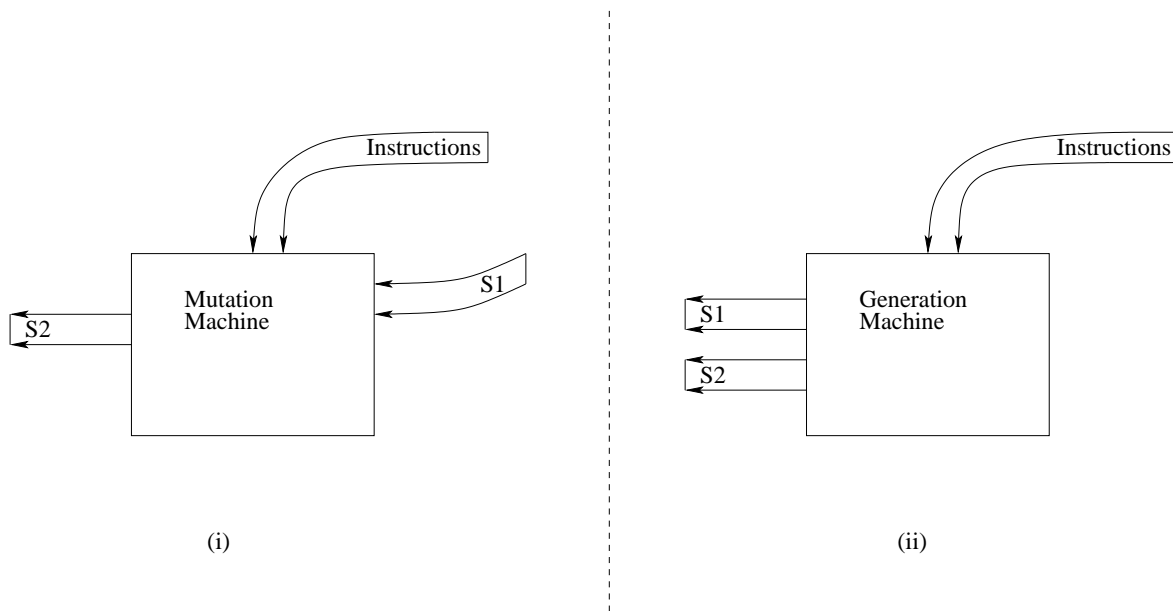 Instructions
S1
Mutation
Machine
S2
(i)
Instructions
Generation
Machine
S1
S2
(ii)